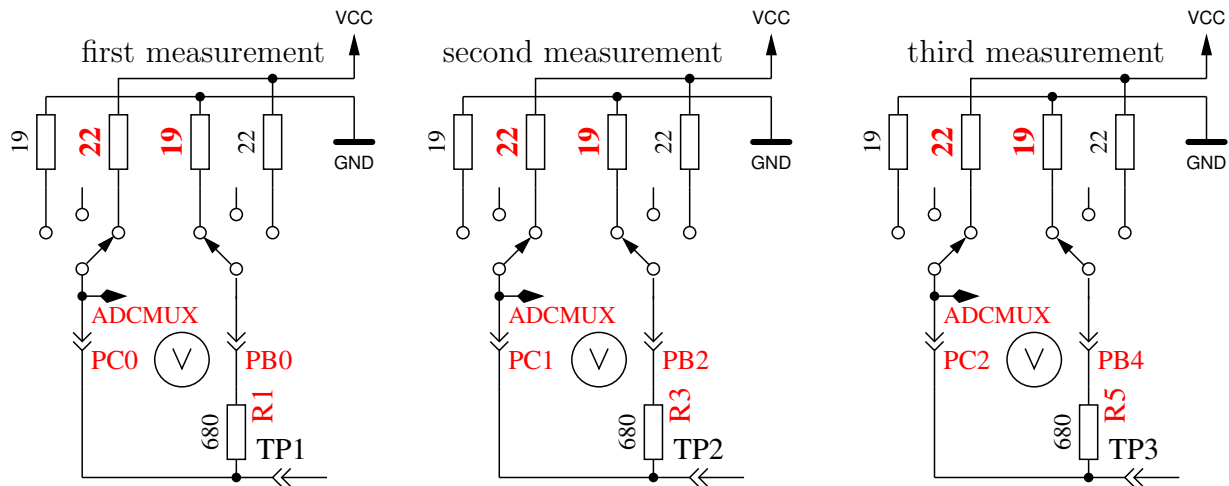 VCC
first measurement
19
22
19
22
GND
ADCMUX
PC0
V
PB0
R1
680
TP1
VCC
second measurement
19
22
19
22
GND
ADCMUX
PC1
V
PB2
R3
680
TP2
VCC
third measurement
19
22
19
22
GND
ADCMUX
PC2
V
PB4
R5
680
TP3